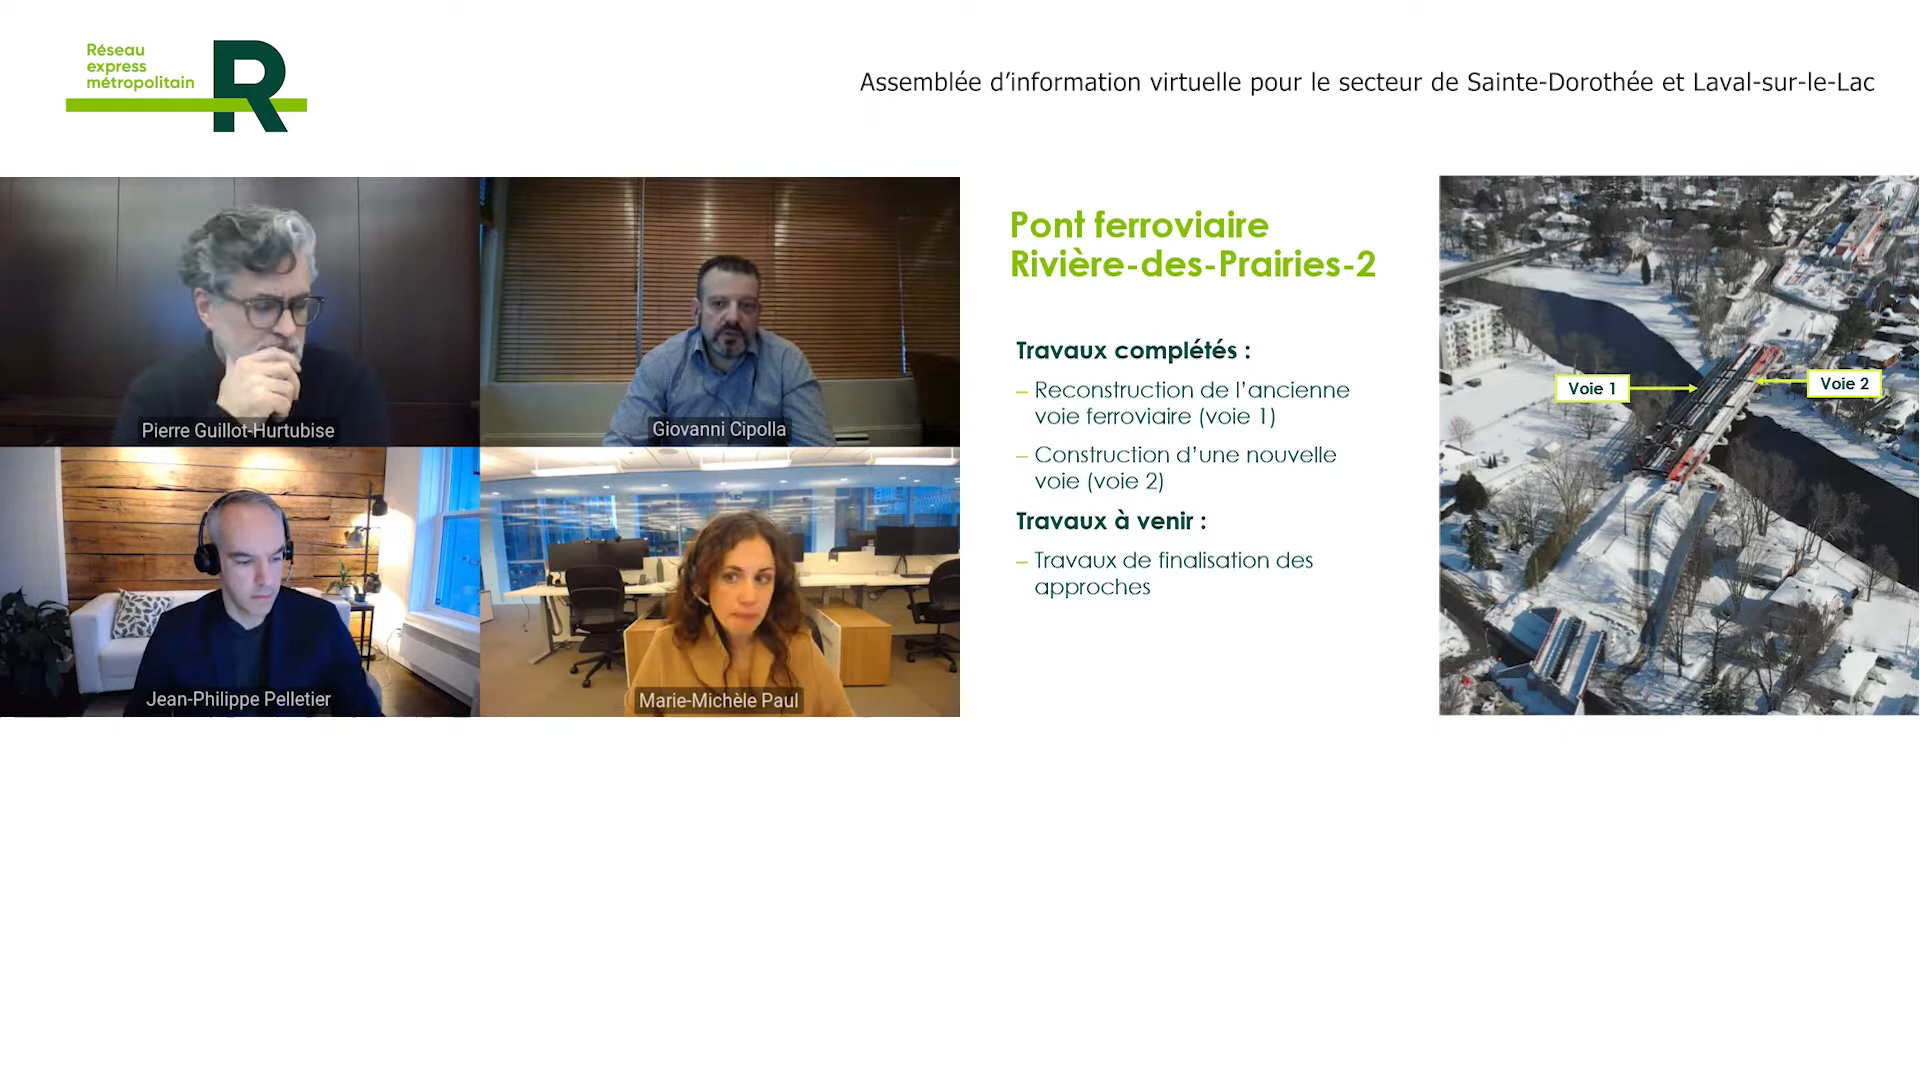 Réseau
express
métropolitain
R
Assemblée d'information virtuelle pour le secteur de Sainte-Dorothée et Laval-sur-le-Lac
Pierre Guillot-Hurtubise
Giovanni Cipolla
Jean-Philippe Pelletier
Marie-Michèle Paul
Pont ferroviaire
Rivière-des-Prairies-2
Travaux complétés :
– Reconstruction de l'ancienne
voie ferroviaire (voie 1)
– Construction d'une nouvelle
voie (voie 2)
Travaux à venir :
– Travaux de finalisation des
approches
Voie 1
Voie 2